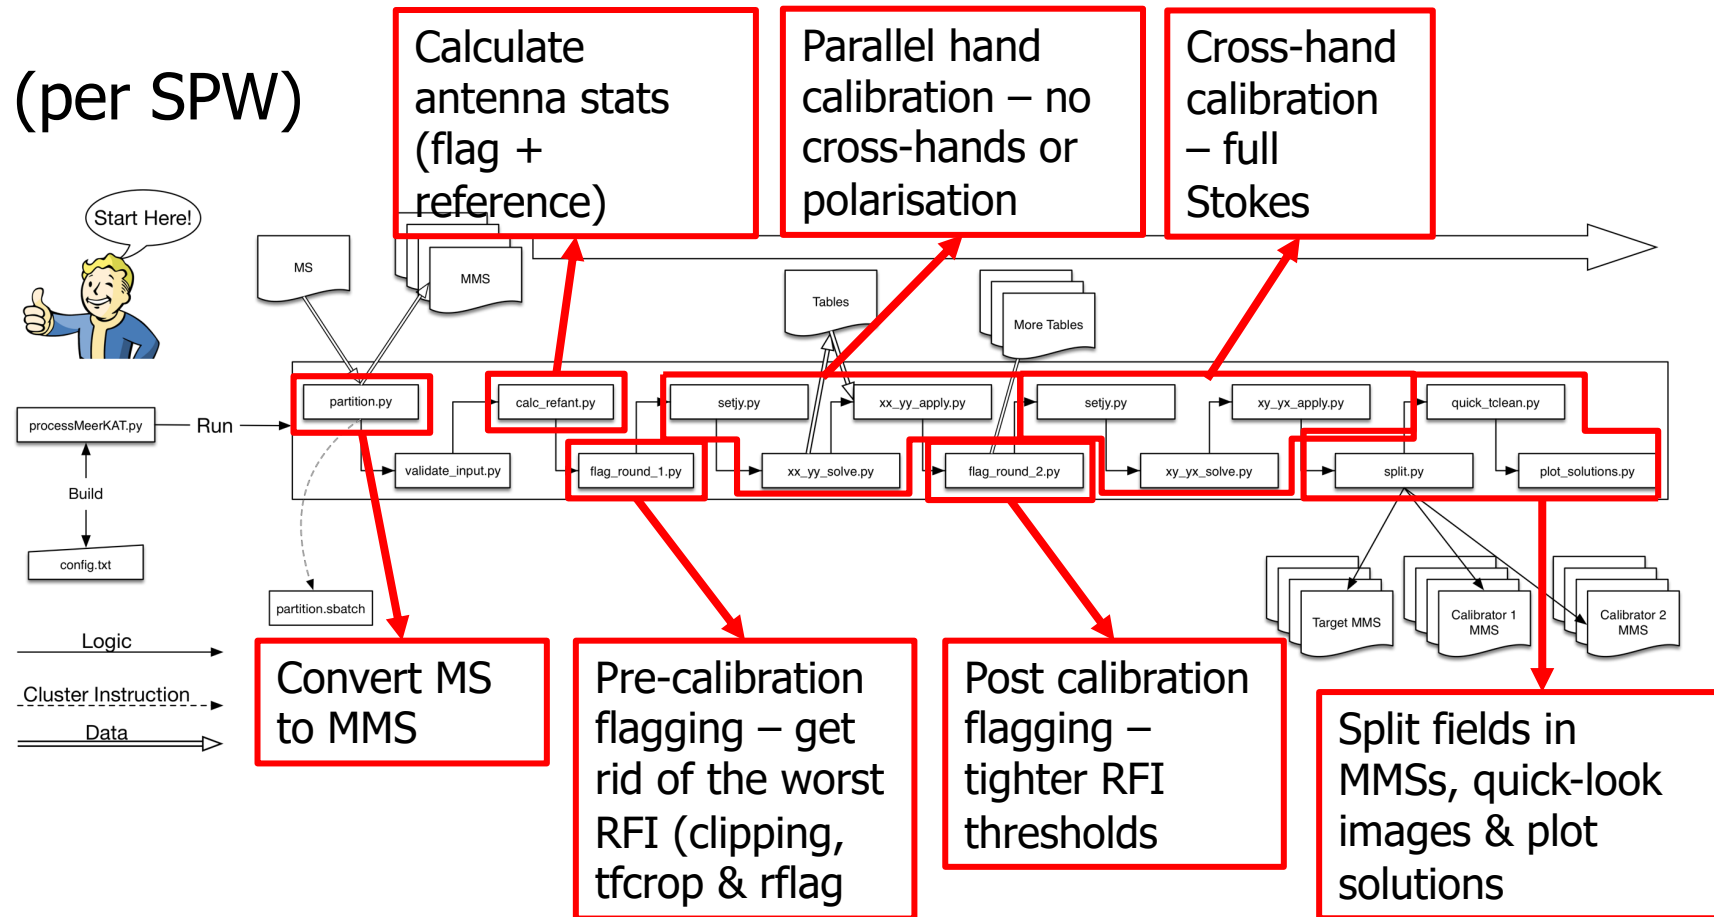 (per SPW)
Calculate
antenna stats
(flag +
reference)
Parallel hand
calibration – no
cross-hands or
polarisation
Cross-hand
calibration
– full
Stokes
Start Here!
MS
MMS
Tables
More Tables
processMeerKAT.py
Run
Build
config.txt
partition.py
calc_refant.py
setjy.py
xx_yy_apply.py
setjy.py
xy_yx_apply.py
quick_tclean.py
validate_input.py
flag_round_1.py
xx_yy_solve.py
flag_round_2.py
xy_yx_solve.py
split.py
plot_solutions.py
partition.sbatch
Target MMS
Calibrator 1
MMS
Calibrator 2
MMS
Logic
Cluster Instruction
Data
Convert MS
to MMS
Pre-calibration
flagging – get
rid of the worst
RFI (clipping,
tfcrop & rflag
Post calibration
flagging –
tighter RFI
thresholds
Split fields in
MMSs, quick-look
images & plot
solutions